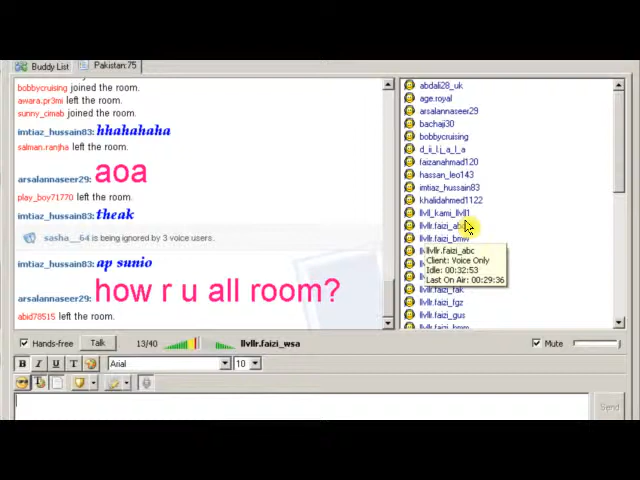 Buddy List
Pakistan:75
bobbycruising joined the room.
awara.pr3mi left the room.
sunny_cimab joined the room.
imtiaz_hussain83: hhahahaha
salman.ranjha left the room.
arsalannaseer29: aoa
play_boy71770 left the room.
imtiaz_hussain83: theak
sasha__64 is being ignored by 3 voice users.
imtiaz_hussain83: ap sunio
arsalannaseer29: how r u all room?
abid78515 left the room.
abdali28_uk
age.royal
arsalannaseer29
bachaji30
bobbycruising
d_ii_l_j_a_l_a
faizanahmad120
hassan_leo143
imtiaz_hussain83
khalidahmed1122
llvll_kami_llvll1
llvllr.faizi_bmw
llvllr.faizi_abc
Client: Voice Only
Idle: 00:32:53
Last On Air: 00:29:36
llvllr.faizi_fgz
llvllr.faizi_gus
Hands-free
Talk
13/40
llvllr.faizi_wsa
Mute
B I U T
Arial
10
Send